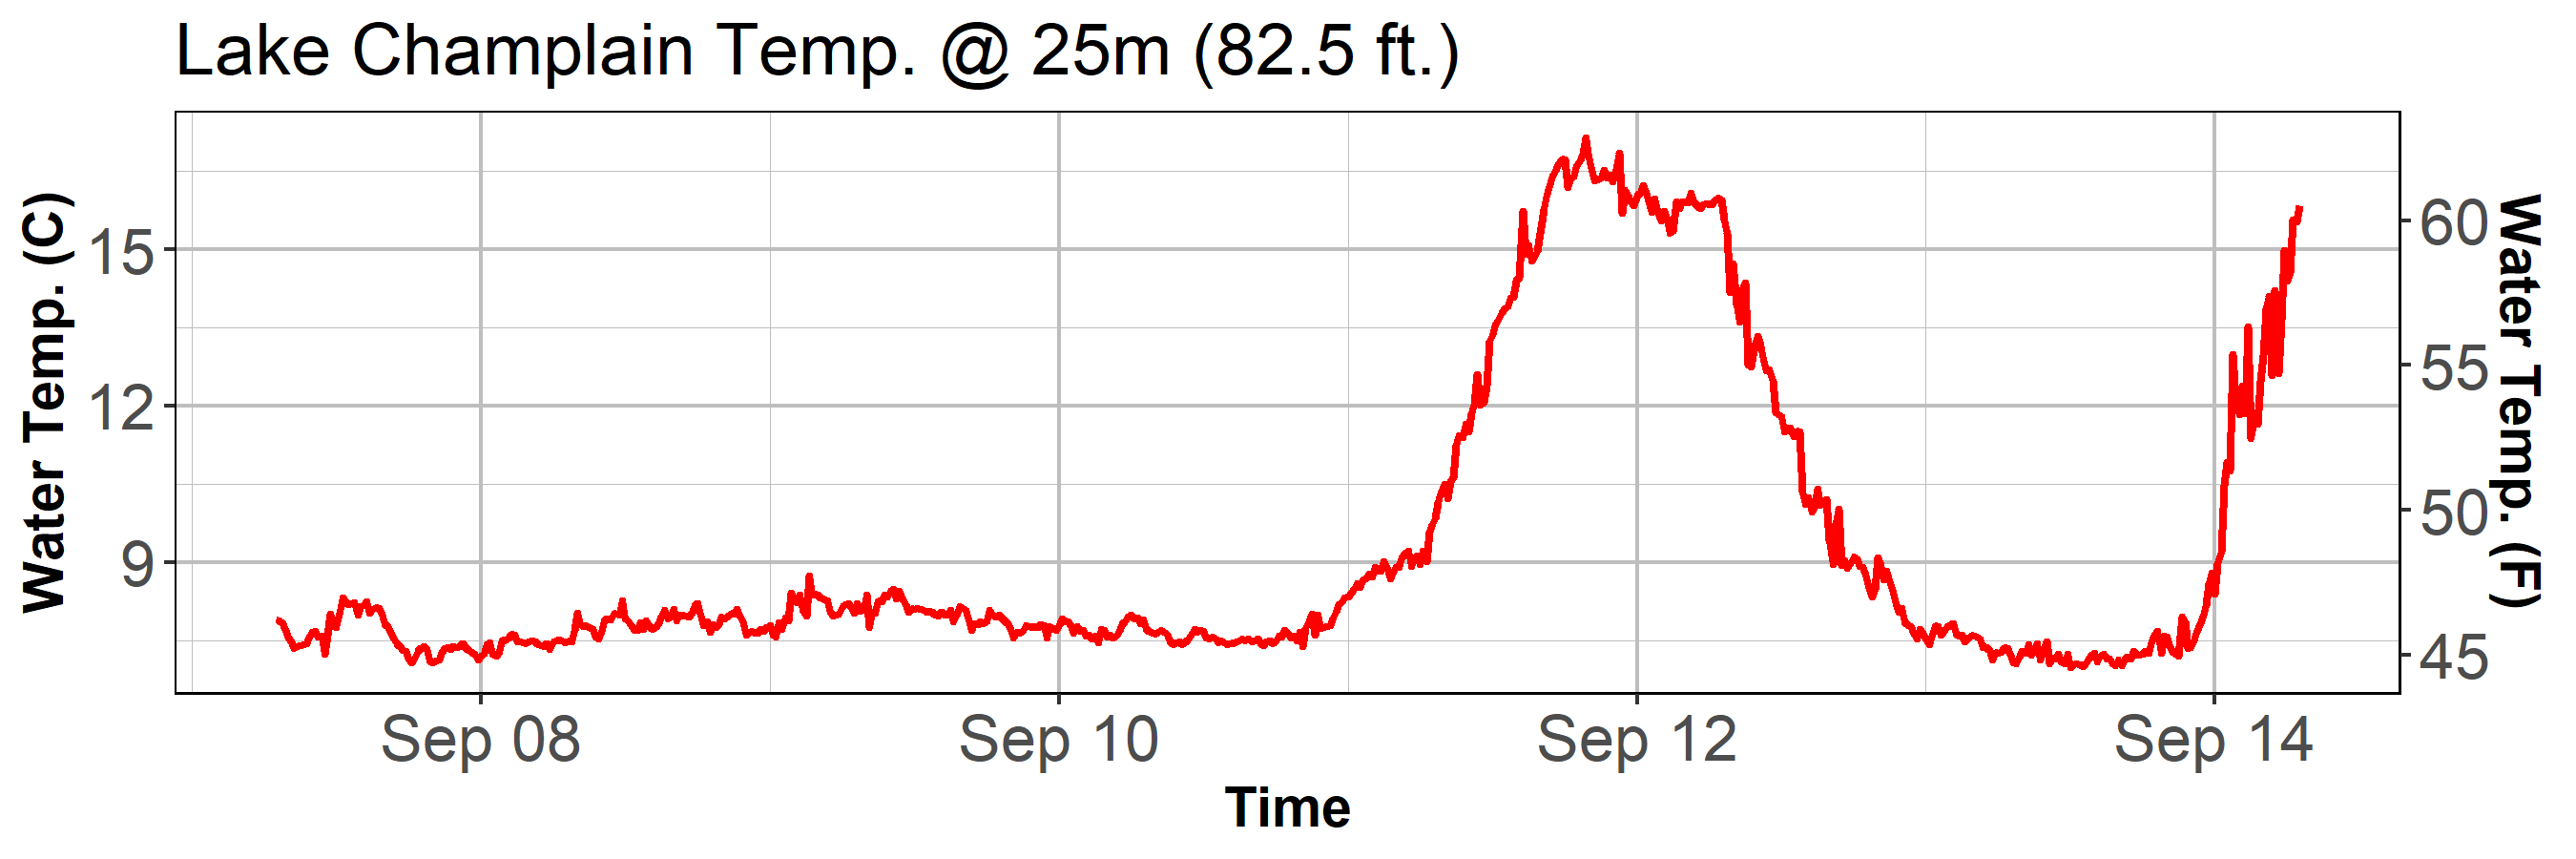 Lake Champlain Temp. @ 25m (82.5 ft.)
Water Temp. (C)
15
12
9
60
55
50
45
Water Temp. (F)
Sep 08
Sep 10
Sep 12
Sep 14
Time